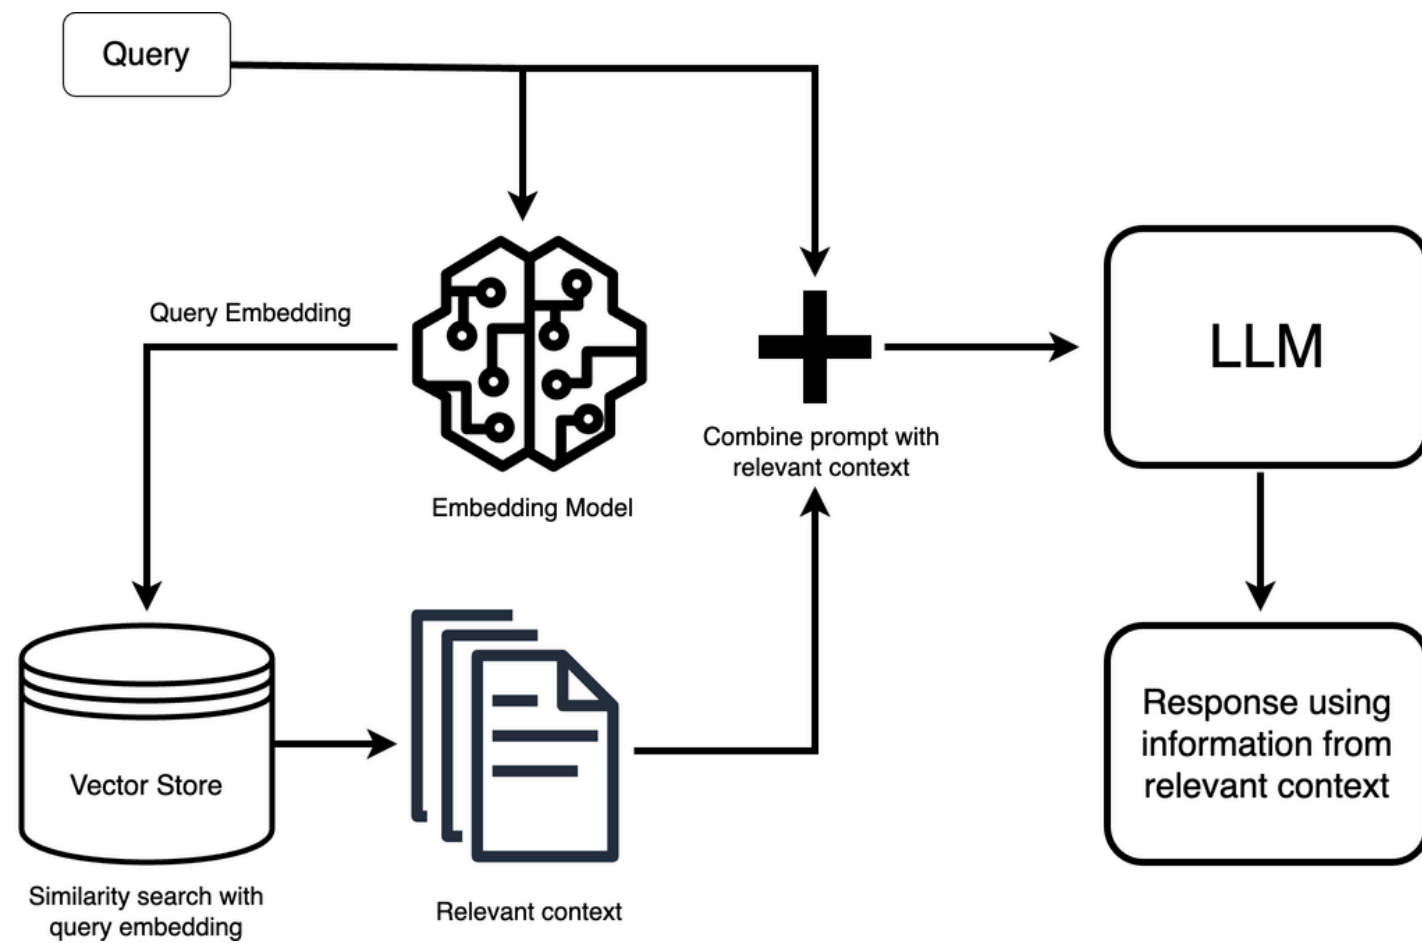 Query
Query Embedding
Embedding Model
Combine prompt with
relevant context
LLM
Vector Store
Similarity search with
query embedding
Relevant context
Response using
information from
relevant context